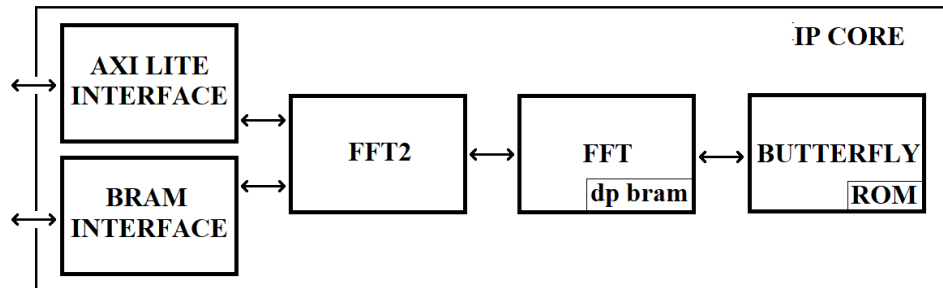 IP CORE
AXI LITE
INTERFACE
FFT2
FFT
dp bram
BUTTERFLY
ROM
BRAM
INTERFACE